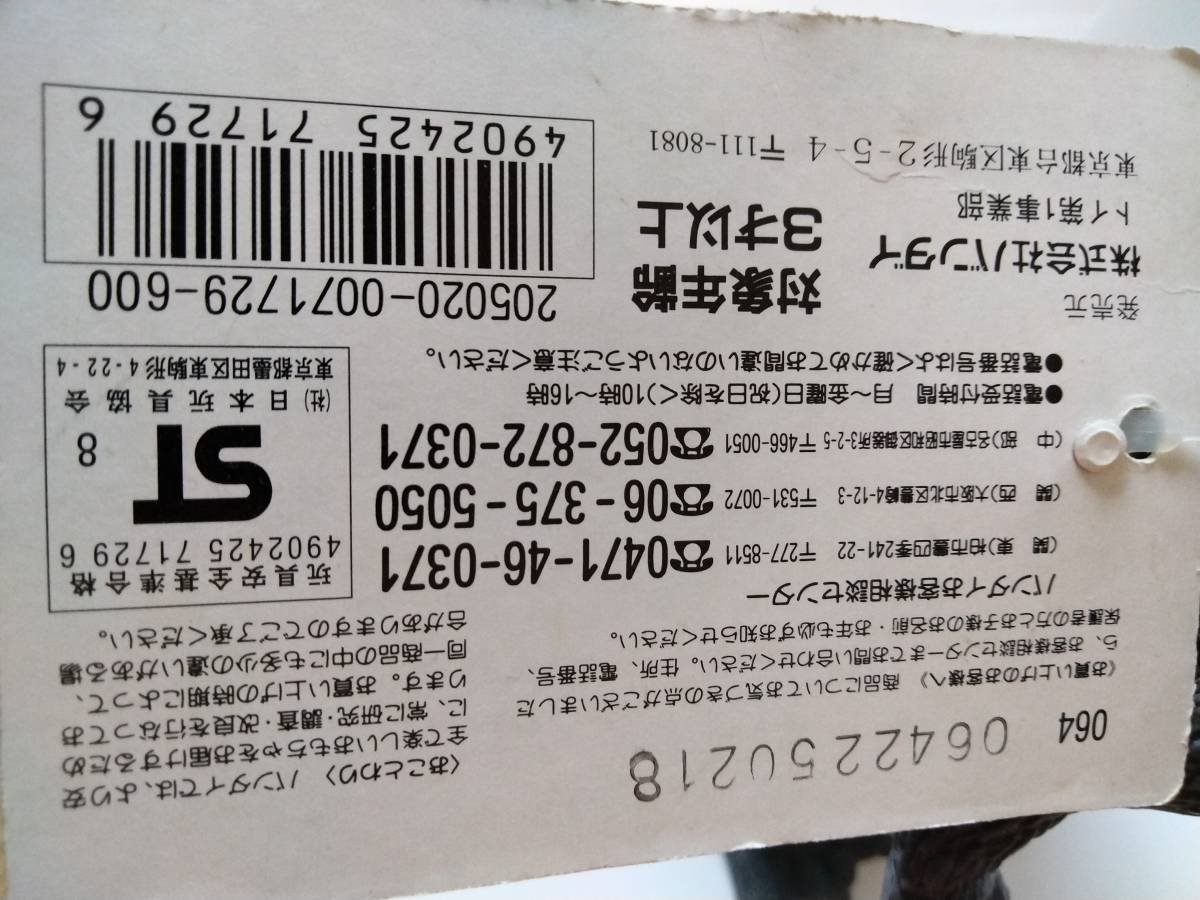 064 0642250218
《お買い上げのお客様へ》 商品についてお気づきの点がございました
ら、お客様相談センターまでお問い合わせください。住所、電話番号、
保護者の方とお子様のお名前・お年も必ずお知らせください。
バンダイお客様相談センター
(関 東)柏市豊四季241-22 〒277-8511 ☎0471-46-0371
(関 西)大阪市北区豊崎4-12-3 〒531-0072 ☎06-375-5050
(中 部)名古屋市昭和区御器所3-2-5 〒466-0051 ☎052-872-0371
●電話受付時間 月〜金曜日(祝日を除く)10時〜16時
●電話番号はよく確かめてお間違いのないようご注意ください。
発売元
株式会社バンダイ
トイ第1事業部
東京都台東区駒形2-5-4 〒111-8081
対象年齢
3才以上
〈おことわり〉 バンダイでは、より安
全で楽しいおもちゃをお届けするため
に、常に研究・調査・改良を行なってお
ります。お買い上げの時期によって、
同一商品の中にも多少の違いがある場
合がありますのでご了承ください。
玩具安全基準合格
4902425 71729 6
ST
8
(社)日本玩具協会
東京都墨田区東駒形4-22-4
205020-0071729-600
4902425 71729 6